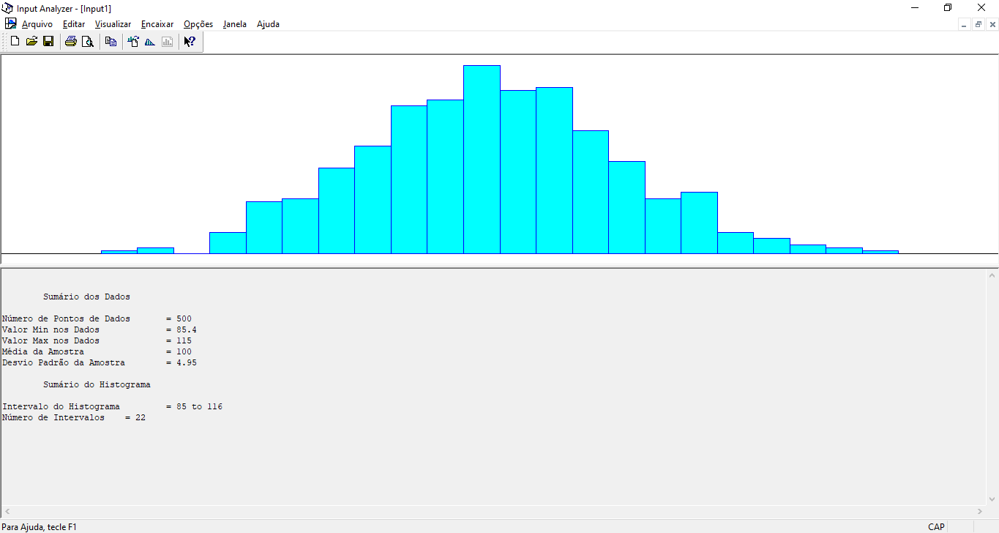 Input Analyzer - [Input1]
Arquivo Editar Visualizar Encaixar Opções Janela Ajuda
Sumário dos Dados
Número de Pontos de Dados = 500
Valor Min nos Dados = 85.4
Valor Max nos Dados = 115
Média da Amostra = 100
Desvio Padrão da Amostra = 4.95
Sumário do Histograma
Intervalo do Histograma = 85 to 116
Número de Intervalos = 22
Para Ajuda, tecle F1 CAP